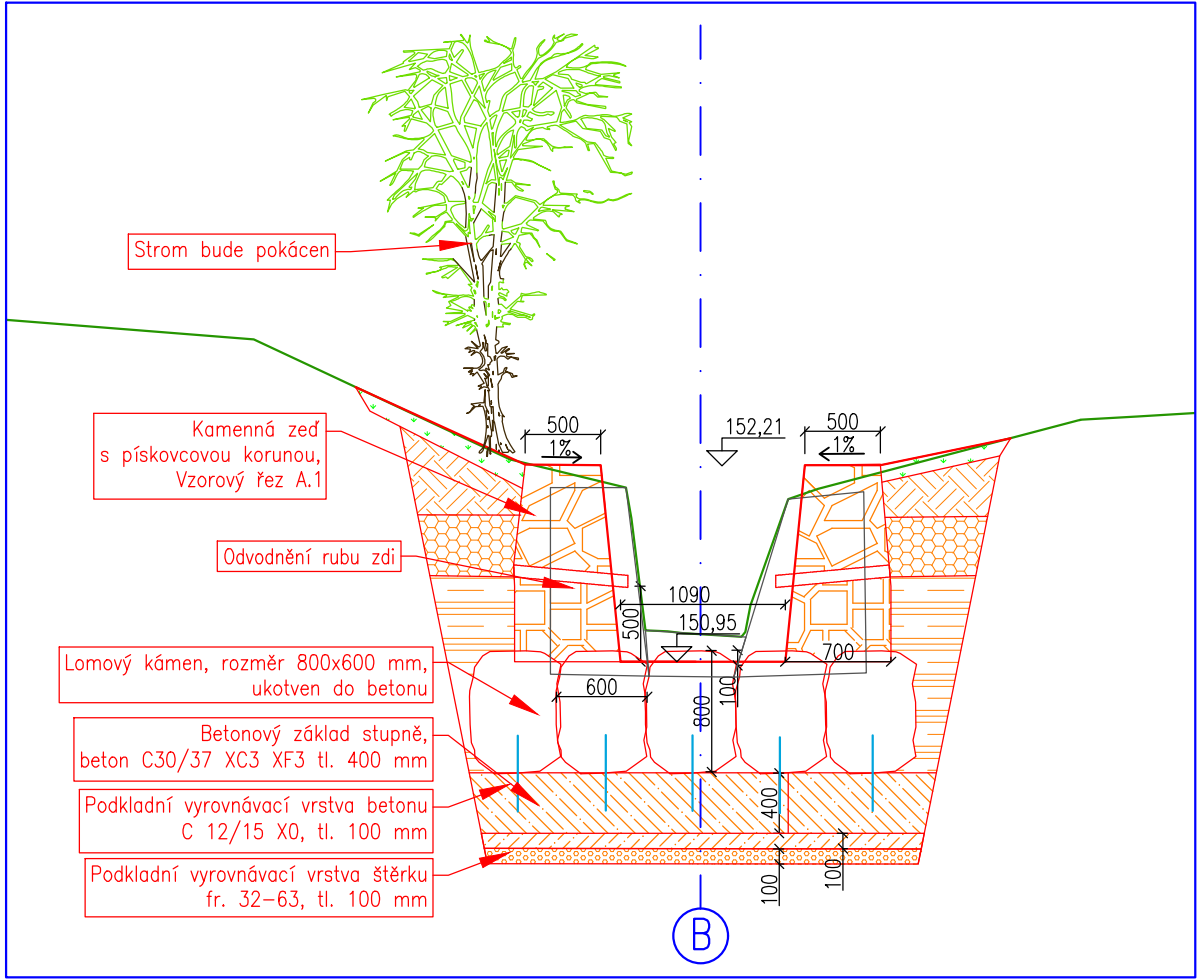 Strom bude pokácen
Kamenná zeď
s pískovcovou korunou,
Vzorový řez A.1
500
1%
152,21
500
1%
Odvodnění rubu zdi
1090
150,95
500
700
Lomový kámen, rozměr 800x600 mm,
ukotven do betonu
600
100
800
Betonový základ stupně,
beton C30/37 XC3 XF3 tl. 400 mm
Podkladní vyrovnávací vrstva betonu
C 12/15 X0, tl. 100 mm
400
Podkladní vyrovnávací vrstva štěrku
fr. 32-63, tl. 100 mm
100
100
B